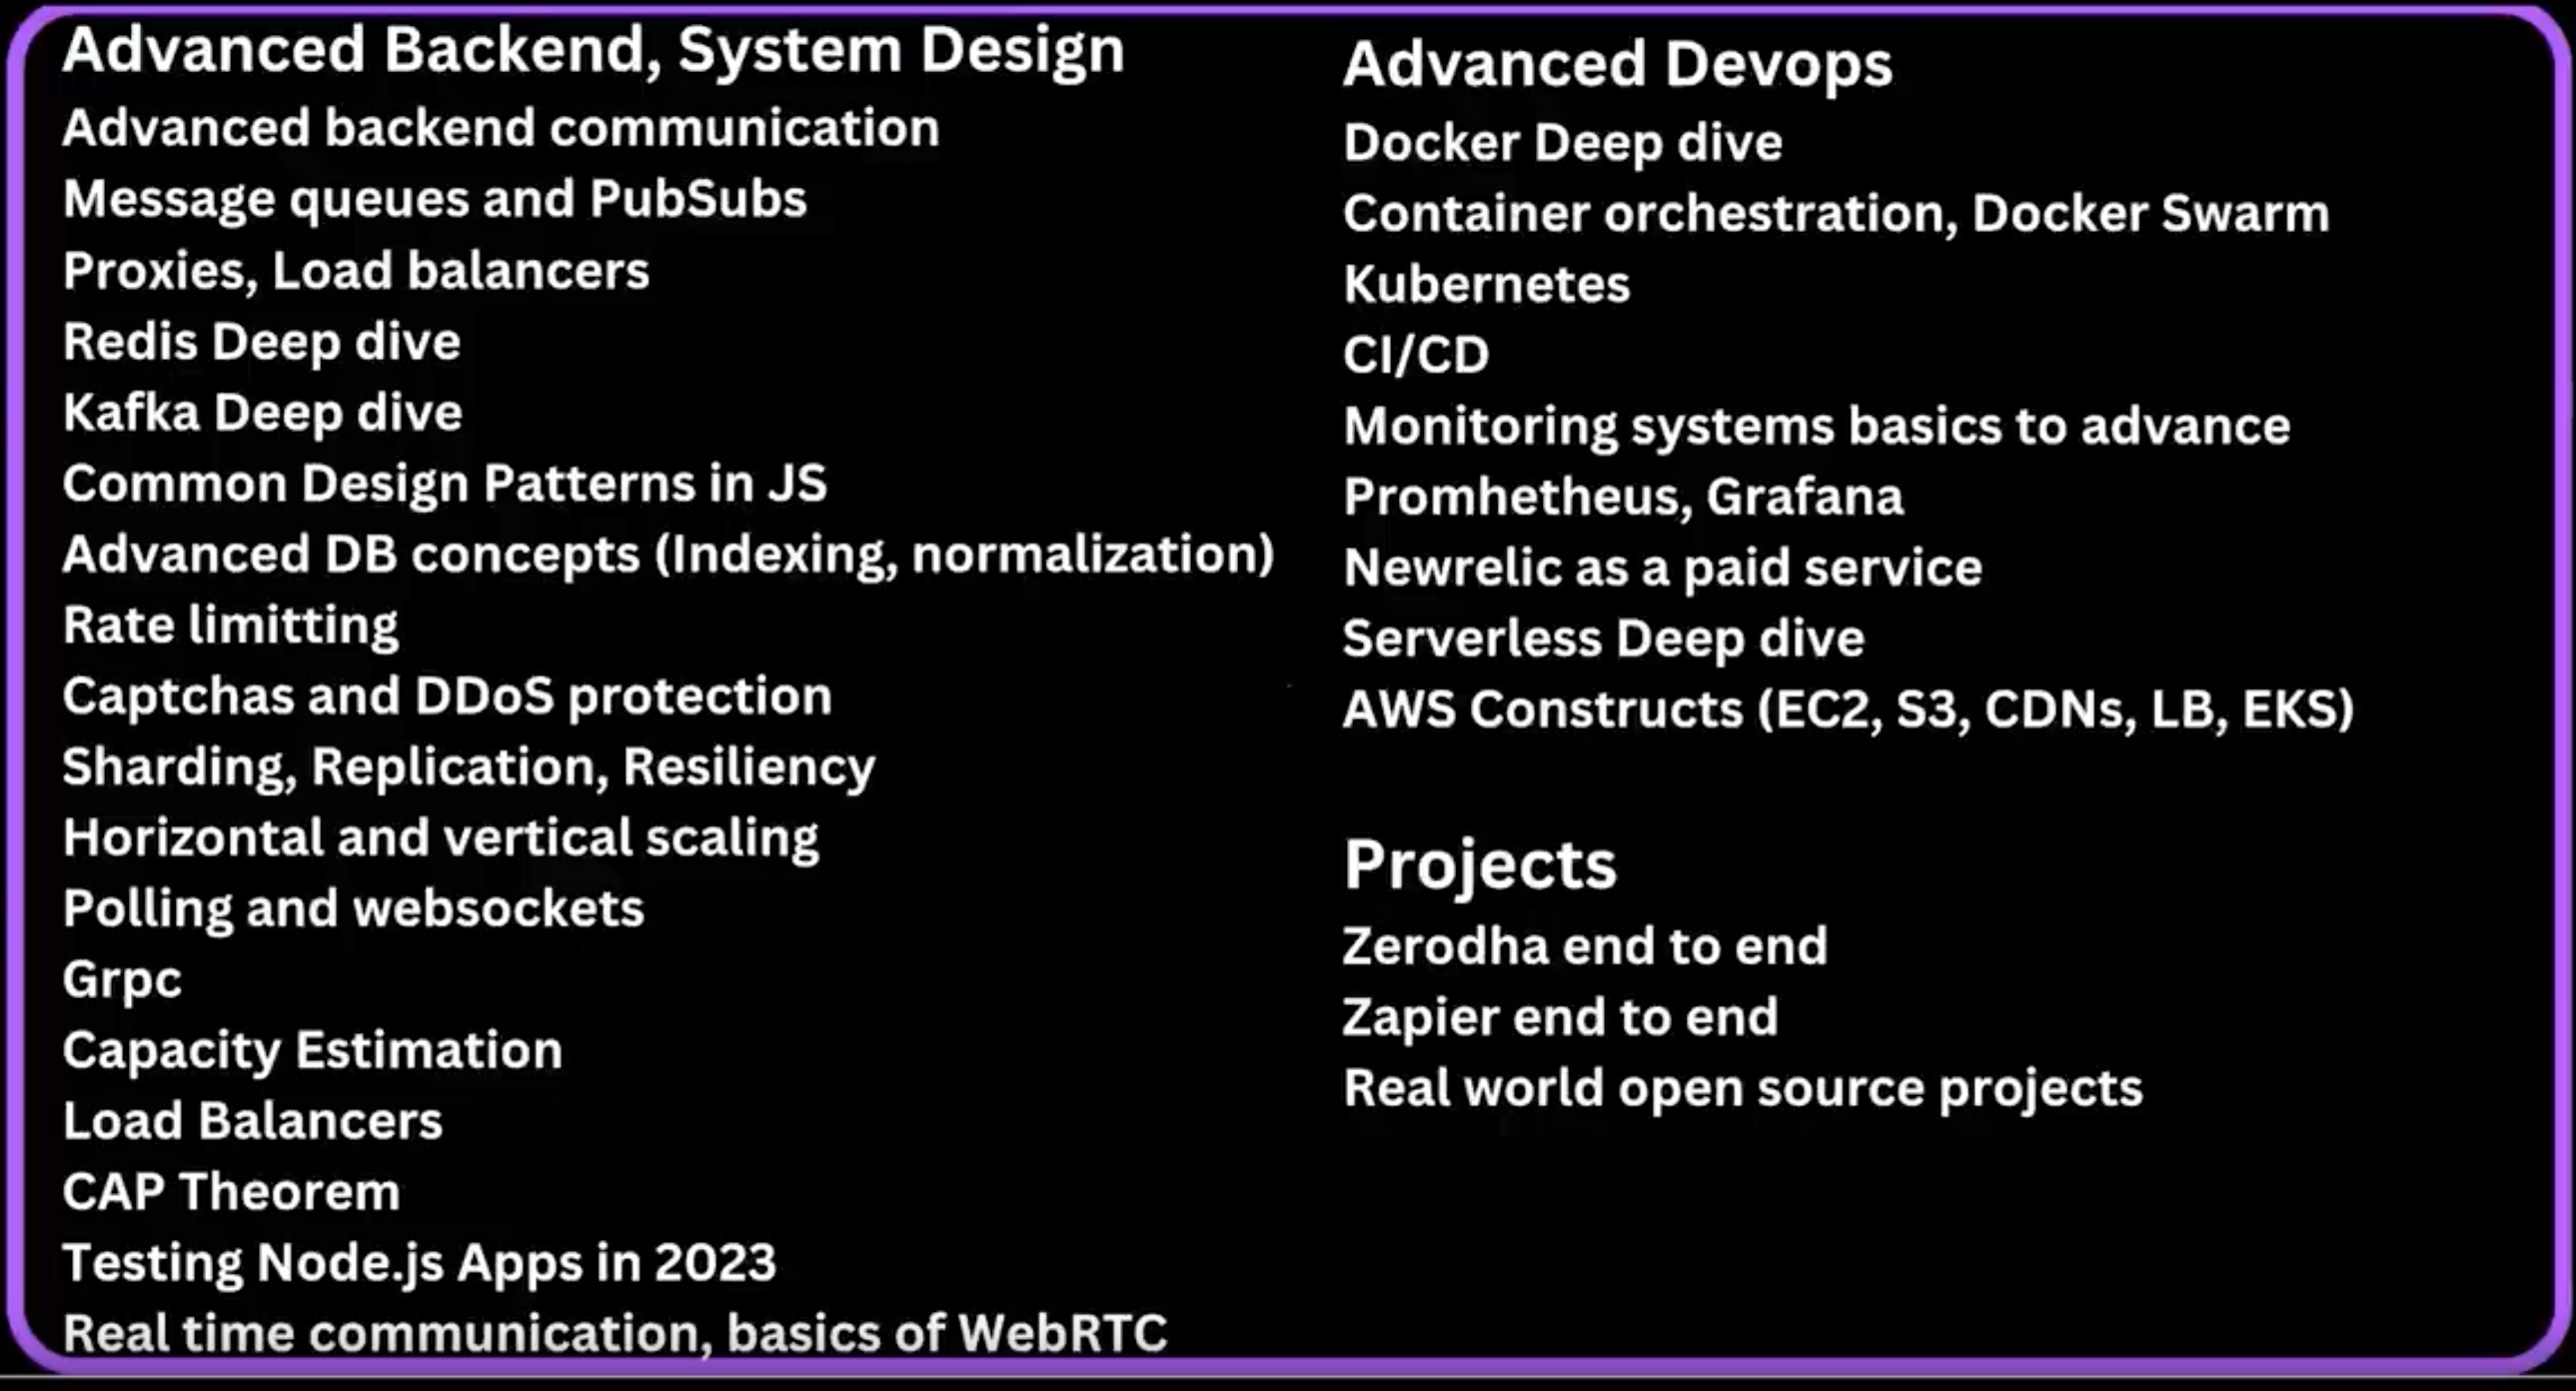 Advanced Backend, System Design
Advanced backend communication
Message queues and PubSubs
Proxies, Load balancers
Redis Deep dive
Kafka Deep dive
Common Design Patterns in JS
Advanced DB concepts (Indexing, normalization)
Rate limitting
Captchas and DDoS protection
Sharding, Replication, Resiliency
Horizontal and vertical scaling
Polling and websockets
Grpc
Capacity Estimation
Load Balancers
CAP Theorem
Testing Node.js Apps in 2023
Real time communication, basics of WebRTC
Advanced Devops
Docker Deep dive
Container orchestration, Docker Swarm
Kubernetes
CI/CD
Monitoring systems basics to advance
Promhetheus, Grafana
Newrelic as a paid service
Serverless Deep dive
AWS Constructs (EC2, S3, CDNs, LB, EKS)
Projects
Zerodha end to end
Zapier end to end
Real world open source projects